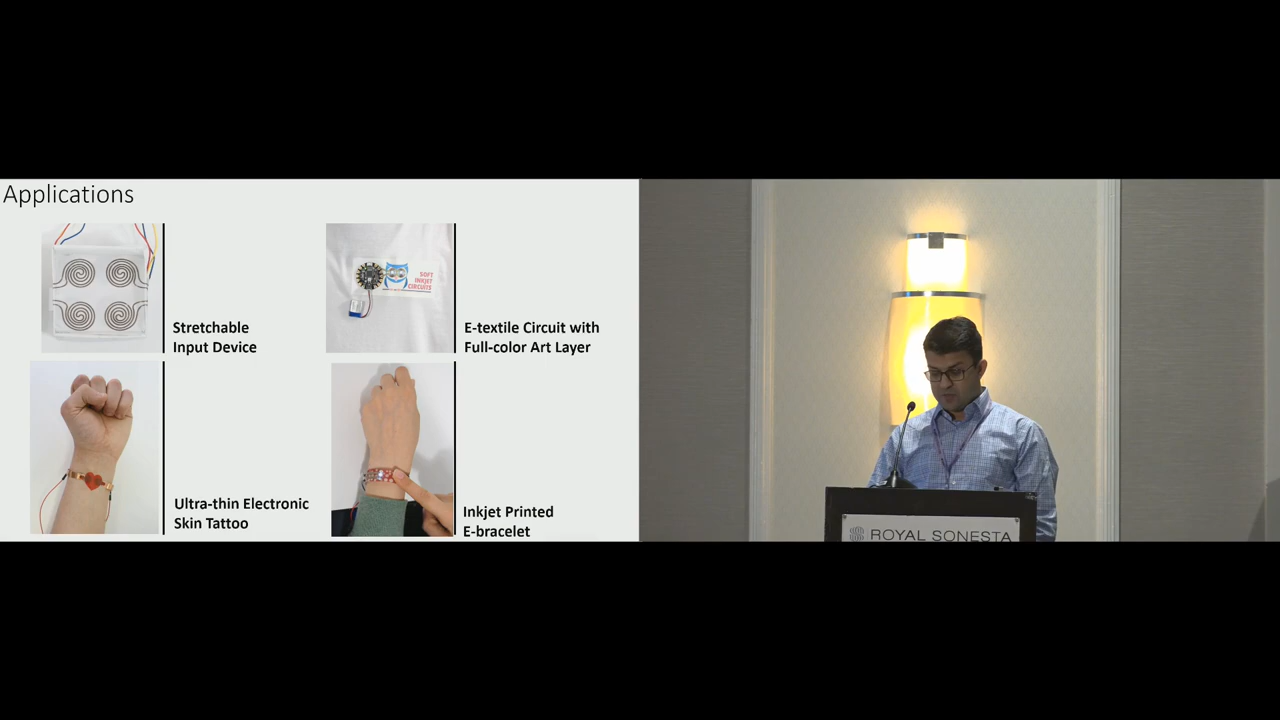 Applications
Stretchable
Input Device
SOFT
INKJET
CIRCUITS
E-textile Circuit with
Full-color Art Layer
Ultra-thin Electronic
Skin Tattoo
Inkjet Printed
E-bracelet
ROYAL SONESTA